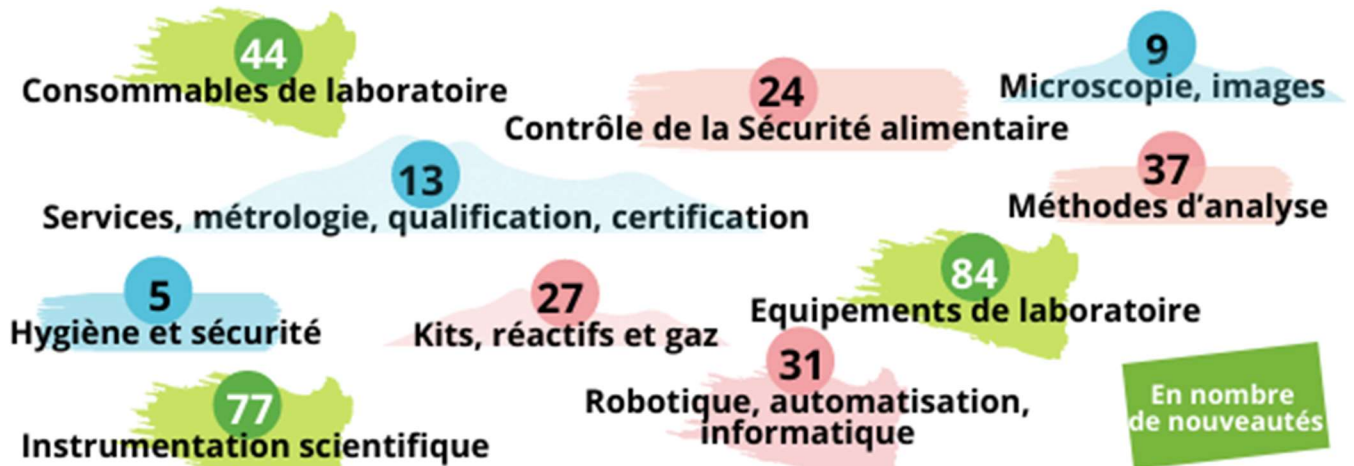 44
Consommables de laboratoire
24
Contrôle de la Sécurité alimentaire
9
Microscopie, images
13
Services, métrologie, qualification, certification
37
Méthodes d’analyse
5
Hygiène et sécurité
27
Kits, réactifs et gaz
84
Equipements de laboratoire
77
Instrumentation scientifique
31
Robotique, automatisation,
informatique
En nombre
de nouveautés